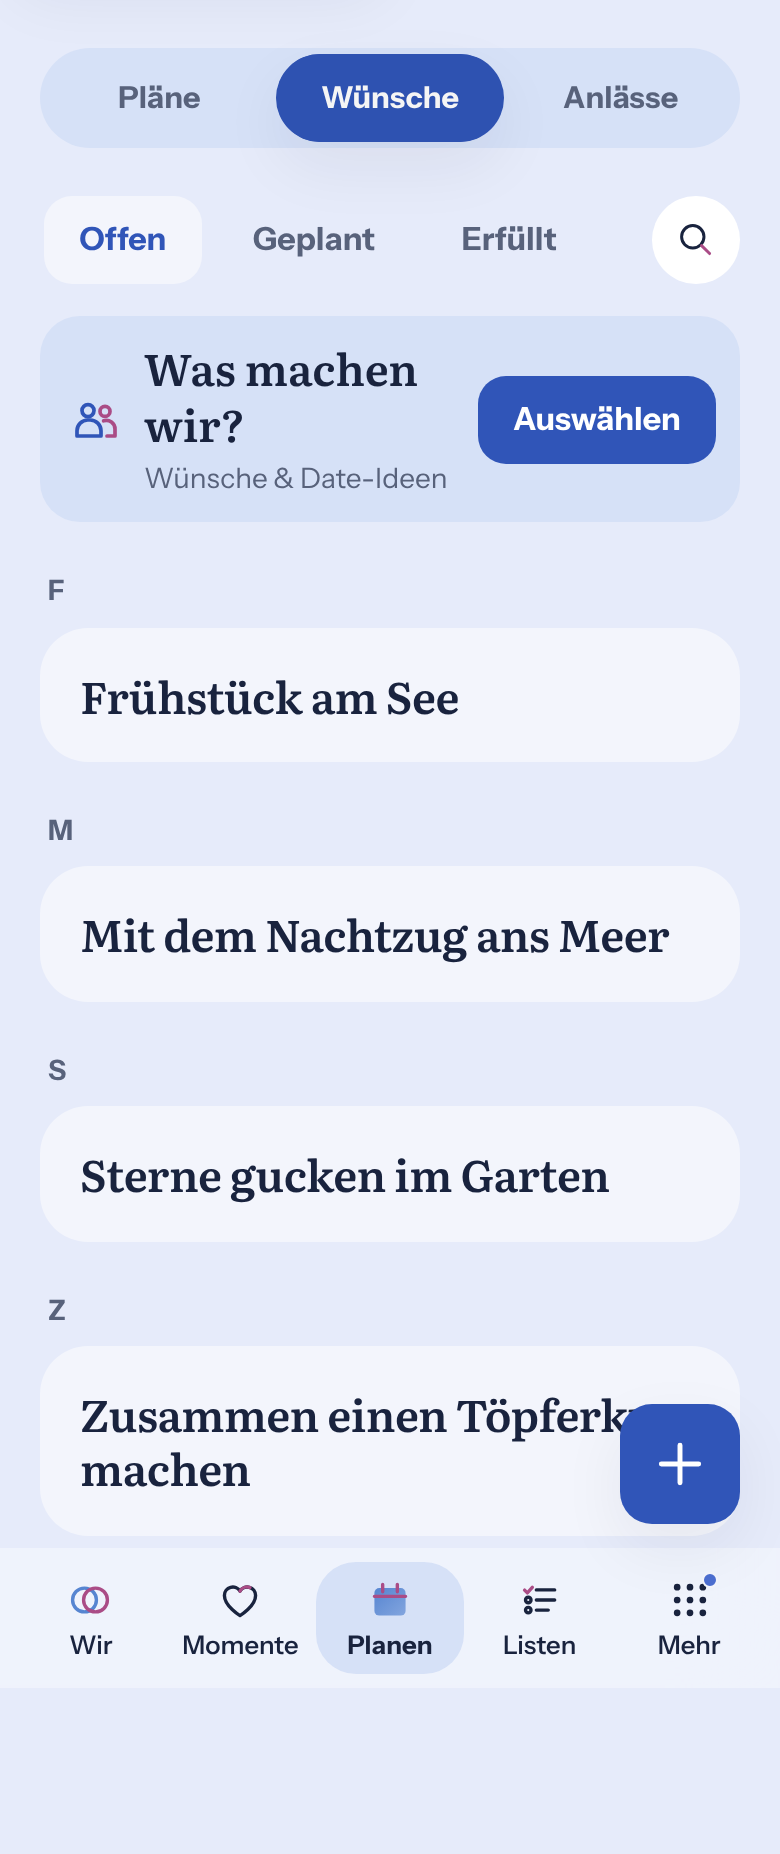 Pläne
Wünsche
Anlässe
Offen
Geplant
Erfüllt
Was machen
wir?
Wünsche & Date-Ideen
Auswählen
F
Frühstück am See
M
Mit dem Nachtzug ans Meer
S
Sterne gucken im Garten
Z
Zusammen einen
machen
Wir
Momente
Planen
Listen
Mehr